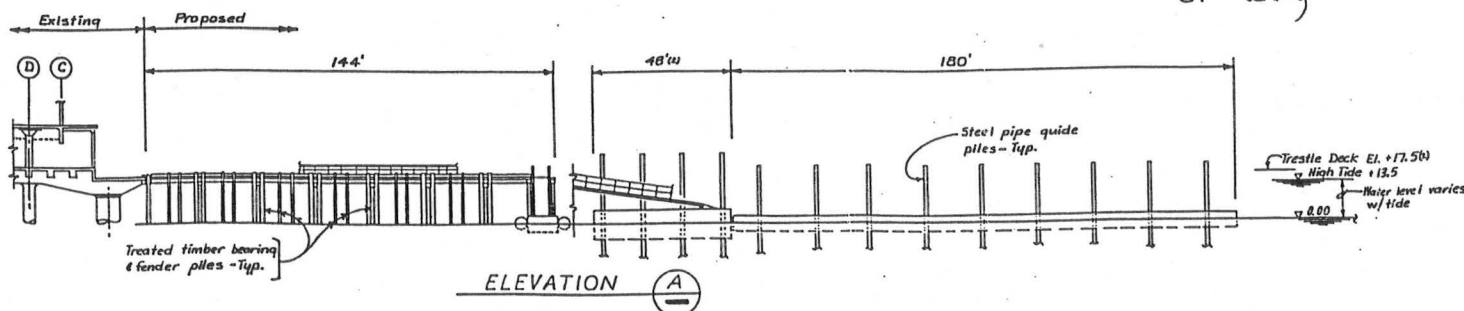 Existing
Proposed
D
C
144'
48'(±)
180'
Steel pipe guide
piles - Typ.
Trestle Deck El. +17.5(±)
High Tide +13.5
Water level varies
w/tide
0.00
Treated timber bearing
& fender piles - Typ.
ELEVATION
A